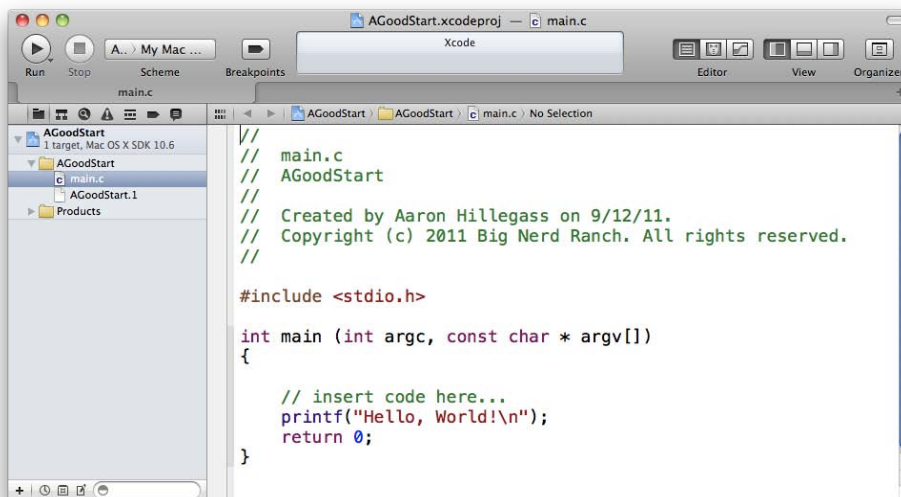 AGoodStart.xcodeproj — c main.c
A.. 〉 My Mac ...
Xcode
Run Stop Scheme Breakpoints Editor View Organizer
main.c
AGoodStart 〉 AGoodStart 〉 c main.c 〉 No Selection
AGoodStart
1 target, Mac OS X SDK 10.6
AGoodStart
c main.c
AGoodStart.1
Products
//
//  main.c
//  AGoodStart
//
//  Created by Aaron Hillegass on 9/12/11.
//  Copyright (c) 2011 Big Nerd Ranch. All rights reserved.
//
#include <stdio.h>
int main (int argc, const char * argv[])
{
    // insert code here...
    printf("Hello, World!\n");
    return 0;
}